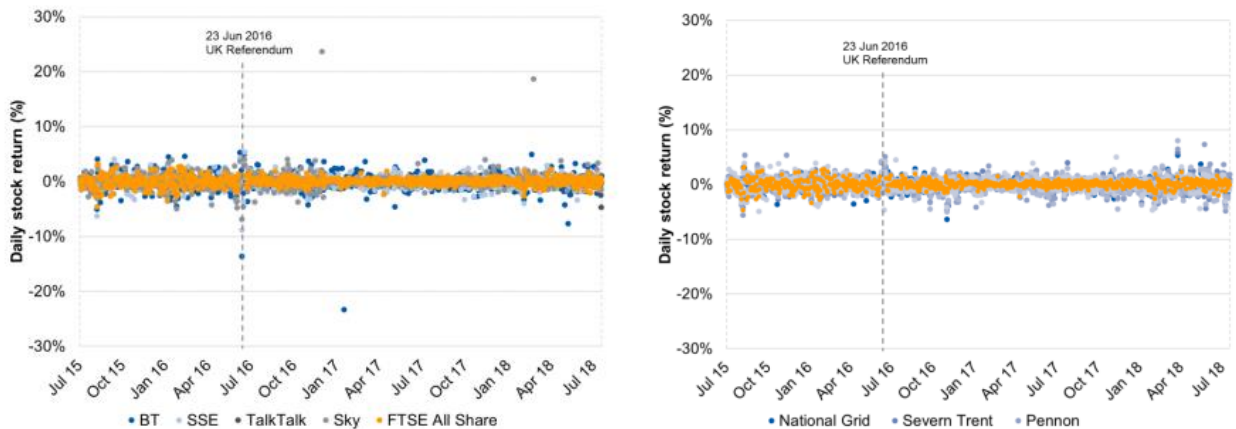 30%
20%
10%
0%
-10%
-20%
-30%
Daily stock return (%)
23 Jun 2016
UK Referendum
Jul 15
Oct 15
Jan 16
Apr 16
Jul 16
Oct 16
Jan 17
Apr 17
Jul 17
Oct 17
Jan 18
Apr 18
Jul 18
BT SSE TalkTalk Sky FTSE All Share
30%
20%
10%
0%
-10%
-20%
-30%
Daily stock return (%)
23 Jun 2016
UK Referendum
Jul 15
Oct 15
Jan 16
Apr 16
Jul 16
Oct 16
Jan 17
Apr 17
Jul 17
Oct 17
Jan 18
Apr 18
Jul 18
National Grid Severn Trent Pennon